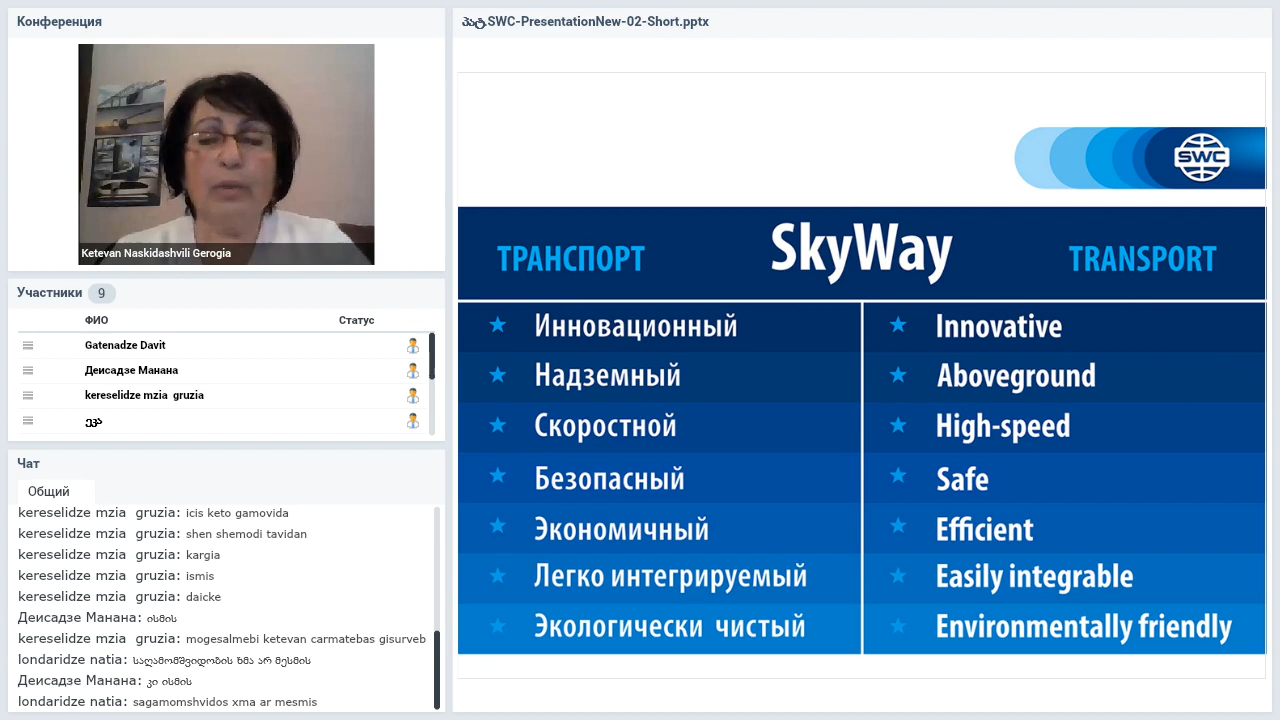 Конференция
Ketevan Naskidashvili Gerogia
Участники 9
ФИО Статус
Gatenadze Davit
Деисадзе Манана
kereselidze mzia gruzia
ევა
Чат
Общий
kereselidze mzia gruzia: icis keto gamovida
kereselidze mzia gruzia: shen shemodi tavidan
kereselidze mzia gruzia: kargia
kereselidze mzia gruzia: ismis
kereselidze mzia gruzia: daicke
Деисадзе Манана: ისმის
kereselidze mzia gruzia: mogesalmebi ketevan carmatebas gisurveb
londaridze natia: საღამომშვიდობის ხმა არ მესმის
Деисадзе Манана: კი ისმის
londaridze natia: sagamomshvidos xma ar mesmis
SWC-PresentationNew-02-Short.pptx
SWC
ТРАНСПОРТ SkyWay TRANSPORT
Инновационный Innovative
Надземный Aboveground
Скоростной High-speed
Безопасный Safe
Экономичный Efficient
Легко интегрируемый Easily integrable
Экологически чистый Environmentally friendly